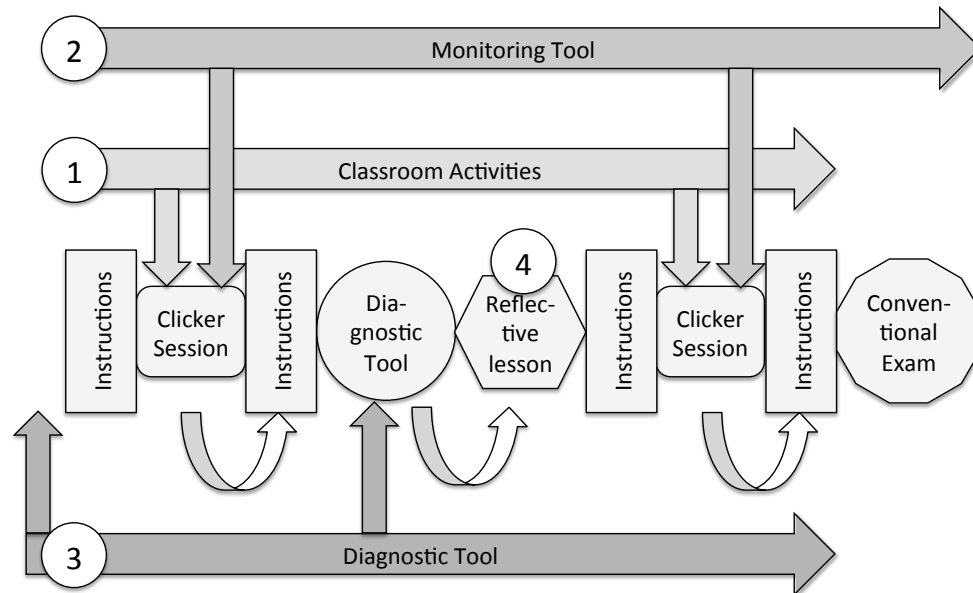 2
Monitoring Tool
1
Classroom Activities
Instructions
Clicker
Session
Instructions
Dia-
gnostic
Tool
4
Reflec-
tive
lesson
Instructions
Clicker
Session
Instructions
Conven-
tional
Exam
3
Diagnostic Tool